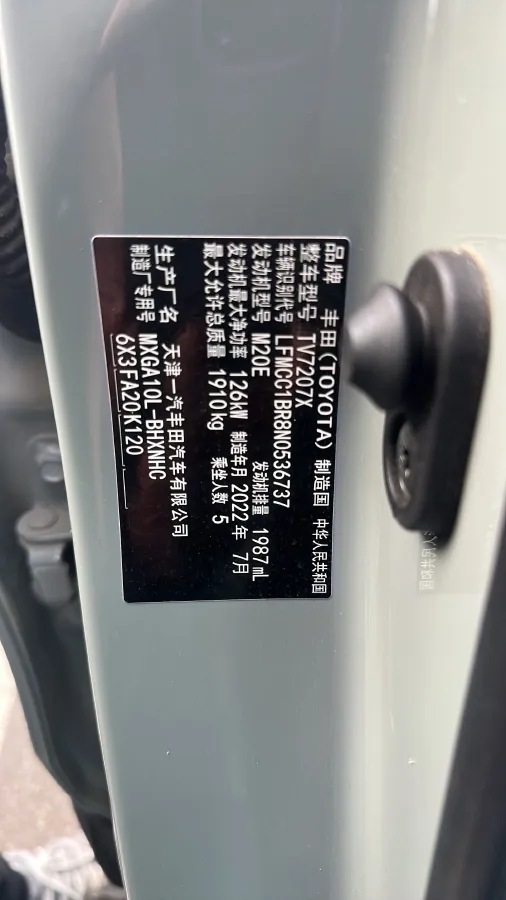 品牌 丰田(TOYOTA) 制造国 中华人民共和国
整车型号 TV7207X
车辆识别代号 LFMCC1BR8N0536737
发动机型号 M20E 发动机排量 1987 mL
发动机最大净功率 126kW 制造年月 2022 年 7月
最大允许总质量 1910kg 乘坐人数 5
生产厂名 天津一汽丰田汽车有限公司
制造厂专用号 MXGA10L-BHXNHC
6X3FA20K120